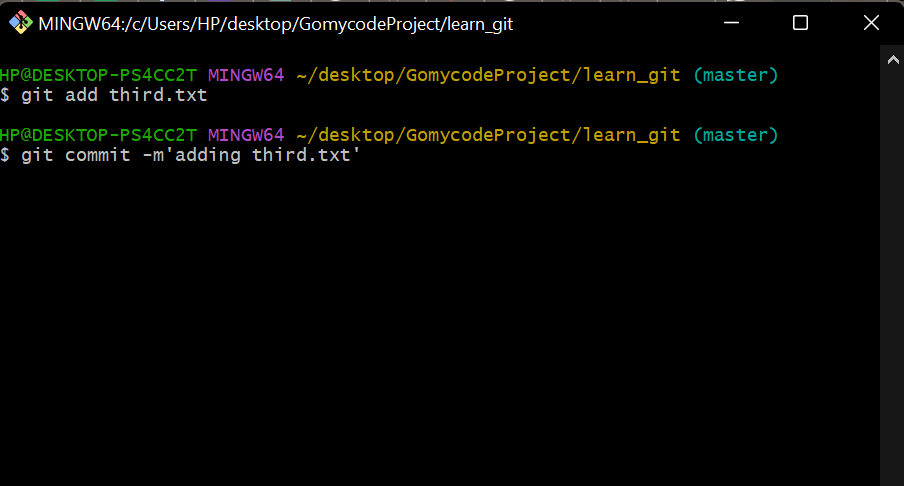 MINGW64:/c/Users/HP/desktop/GomycodeProject/learn_git
HP@DESKTOP-PS4CC2T MINGW64 ~/desktop/GomycodeProject/learn_git (master)
$ git add third.txt
HP@DESKTOP-PS4CC2T MINGW64 ~/desktop/GomycodeProject/learn_git (master)
$ git commit -m'adding third.txt'